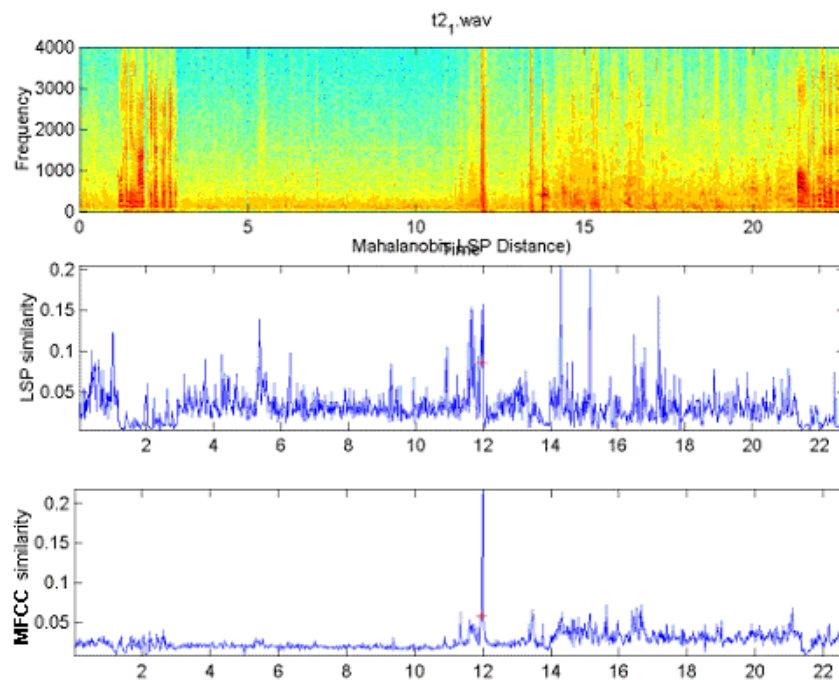 t2₁.wav
Frequency
4000
3000
2000
1000
0
0 5 10 15 20
Time
Mahalanobis LSP Distance)
LSP similarity
0.2
0.15
0.1
0.05
2 4 6 8 10 12 14 16 18 20 22
MFCC similarity
0.2
0.15
0.1
0.05
2 4 6 8 10 12 14 16 18 20 22